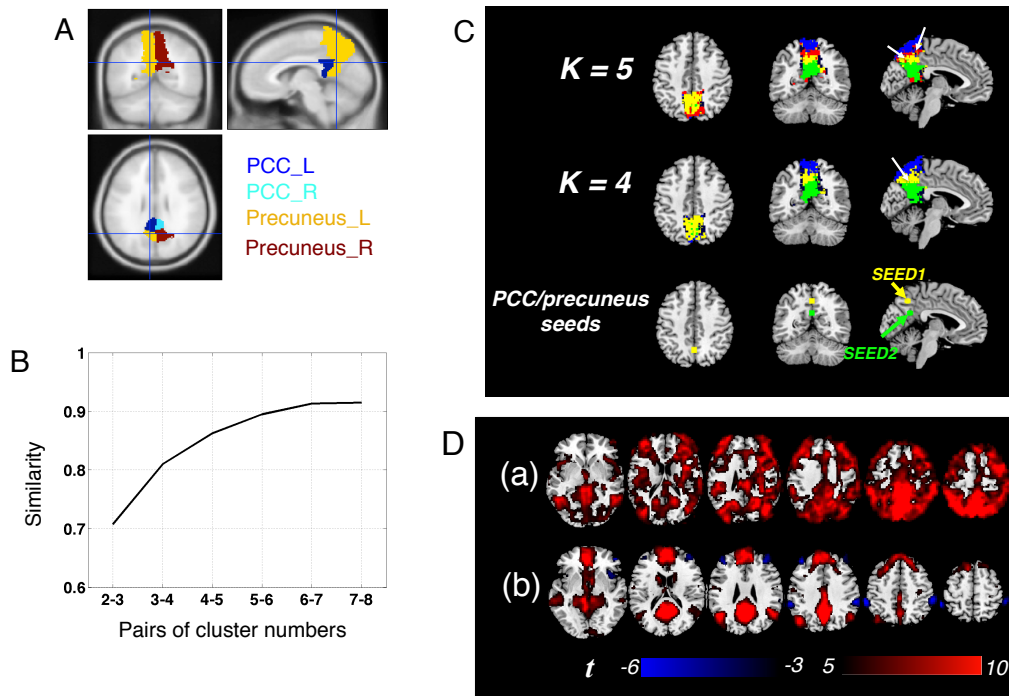 A
PCC_L
PCC_R
Precuneus_L
Precuneus_R
B
1
0.9
0.8
0.7
0.6
Similarity
2-3 3-4 4-5 5-6 6-7 7-8
Pairs of cluster numbers
C
K = 5
K = 4
PCC/precuneus
seeds
SEED1
SEED2
D
(a)
(b)
t -6 -3 5 10